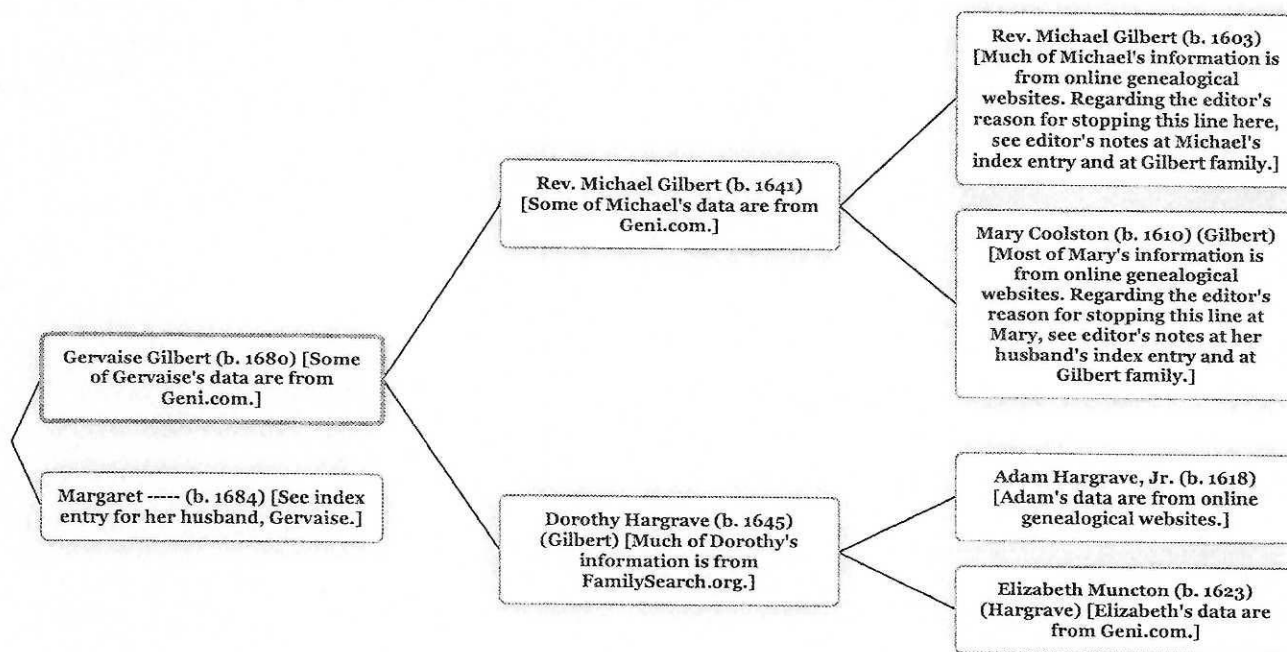 Rev. Michael Gilbert (b. 1603)
[Much of Michael's information is
from online genealogical
websites. Regarding the editor's
reason for stopping this line here,
see editor's notes at Michael's
index entry and at Gilbert family.]
Rev. Michael Gilbert (b. 1641)
[Some of Michael's data are from
Geni.com.]
Mary Coolston (b. 1610) (Gilbert)
[Most of Mary's information is
from online genealogical
websites. Regarding the editor's
reason for stopping this line at
Mary, see editor's notes at her
husband's index entry and at
Gilbert family.]
Gervaise Gilbert (b. 1680) [Some
of Gervaise's data are from
Geni.com.]
Margaret ----- (b. 1684) [See index
entry for her husband, Gervaise.]
Dorothy Hargrave (b. 1645)
(Gilbert) [Much of Dorothy's
information is from
FamilySearch.org.]
Adam Hargrave, Jr. (b. 1618)
[Adam's data are from online
genealogical websites.]
Elizabeth Muncton (b. 1623)
(Hargrave) [Elizabeth's data are
from Geni.com.]